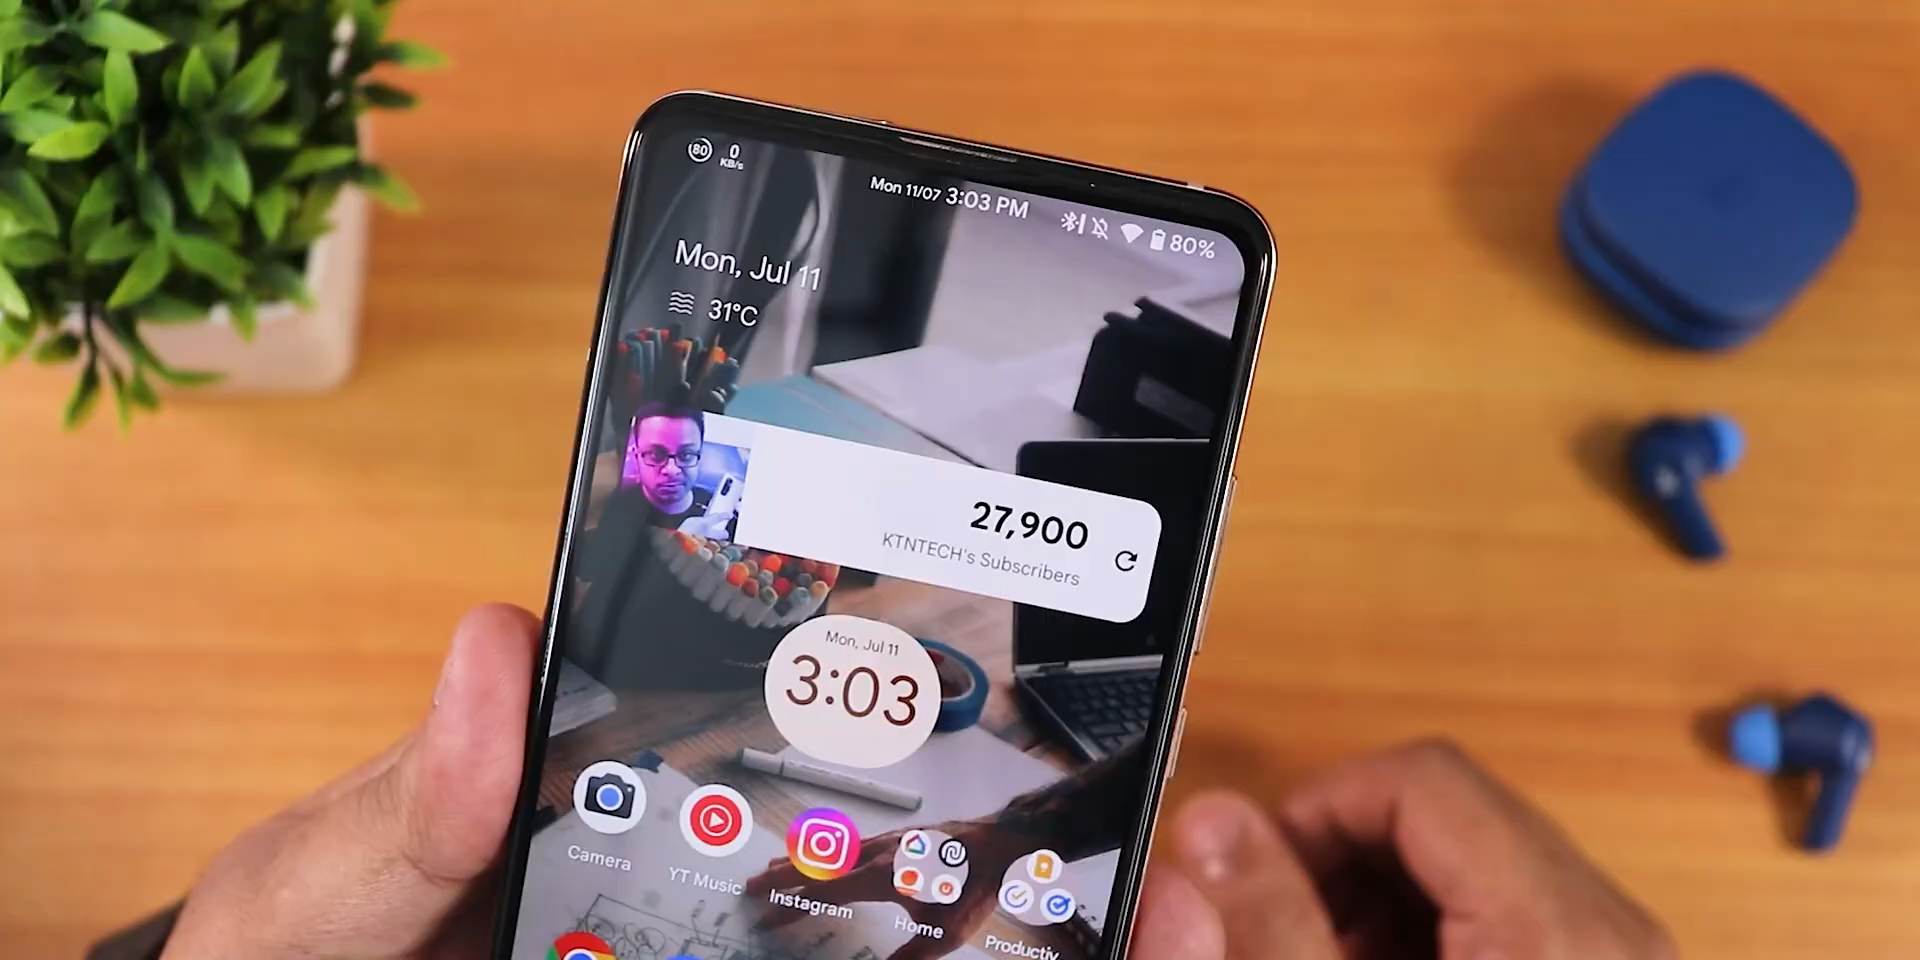 80
0
KB/s
Mon 11/07 3:03 PM
80%
Mon, Jul 11
31°C
27,900
KTNTECH's Subscribers
Mon, Jul 11
3:03
Camera
YT Music
Instagram
Home
Productiv